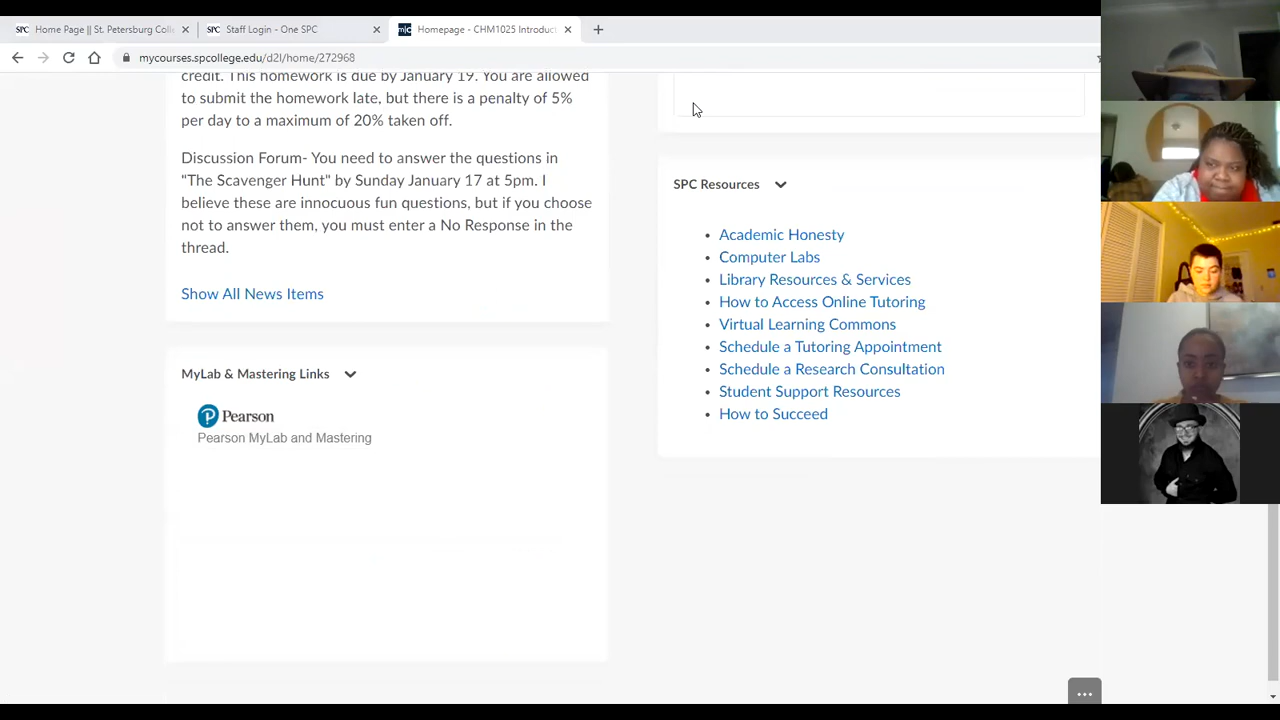 SPC Home Page || St. Petersburg Coll
SPC Staff Login - One SPC
Homepage - CHM1025 Introduct
mycourses.spcollege.edu/d2l/home/272968
credit. This homework is due by January 19. You are allowed
to submit the homework late, but there is a penalty of 5%
per day to a maximum of 20% taken off.
Discussion Forum- You need to answer the questions in
"The Scavenger Hunt" by Sunday January 17 at 5pm. I
believe these are innocuous fun questions, but if you choose
not to answer them, you must enter a No Response in the
thread.
Show All News Items
MyLab & Mastering Links
Pearson
Pearson MyLab and Mastering
SPC Resources
• Academic Honesty
• Computer Labs
• Library Resources & Services
• How to Access Online Tutoring
• Virtual Learning Commons
• Schedule a Tutoring Appointment
• Schedule a Research Consultation
• Student Support Resources
• How to Succeed